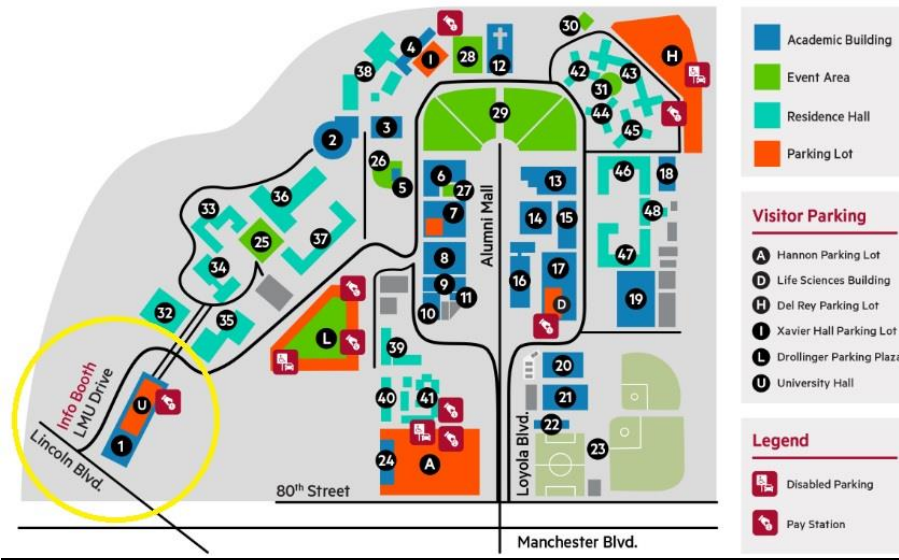 30
4
I
28
12
H
38
42
43
31
29
44
45
2
3
26
5
6
27
7
13
46
18
36
14
15
48
33
25
37
8
47
34
9
16
17
19
10
11
D
32
35
L
39
20
U
40
41
21
1
22
24
A
23
Alumni Mall
Info Booth
LMU Drive
Lincoln Blvd.
Loyola Blvd.
80th Street
Manchester Blvd.
Academic Building
Event Area
Residence Hall
Parking Lot
Visitor Parking
A Hannon Parking Lot
D Life Sciences Building
H Del Rey Parking Lot
I Xavier Hall Parking Lot
L Drollinger Parking Plaza
U University Hall
Legend
Disabled Parking
Pay Station